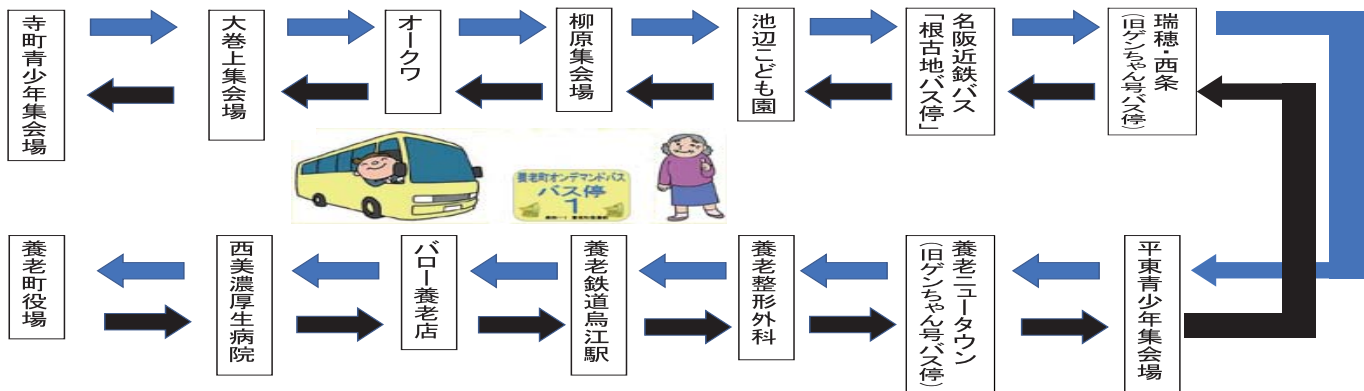 寺町青少年集会場
大巻上集会場
オークワ
柳原集会場
池辺こども園
名阪近鉄バス
「根古地バス停」
瑞穂・西条
(旧ゲンちゃん号バス停)
養老町オンデマンドバス
バス停
1
養老町役場
西美濃厚生病院
バロー養老店
養老鉄道烏江駅
養老整形外科
養老ニュータウン
(旧ゲンちゃん号バス停)
平東青少年集会場